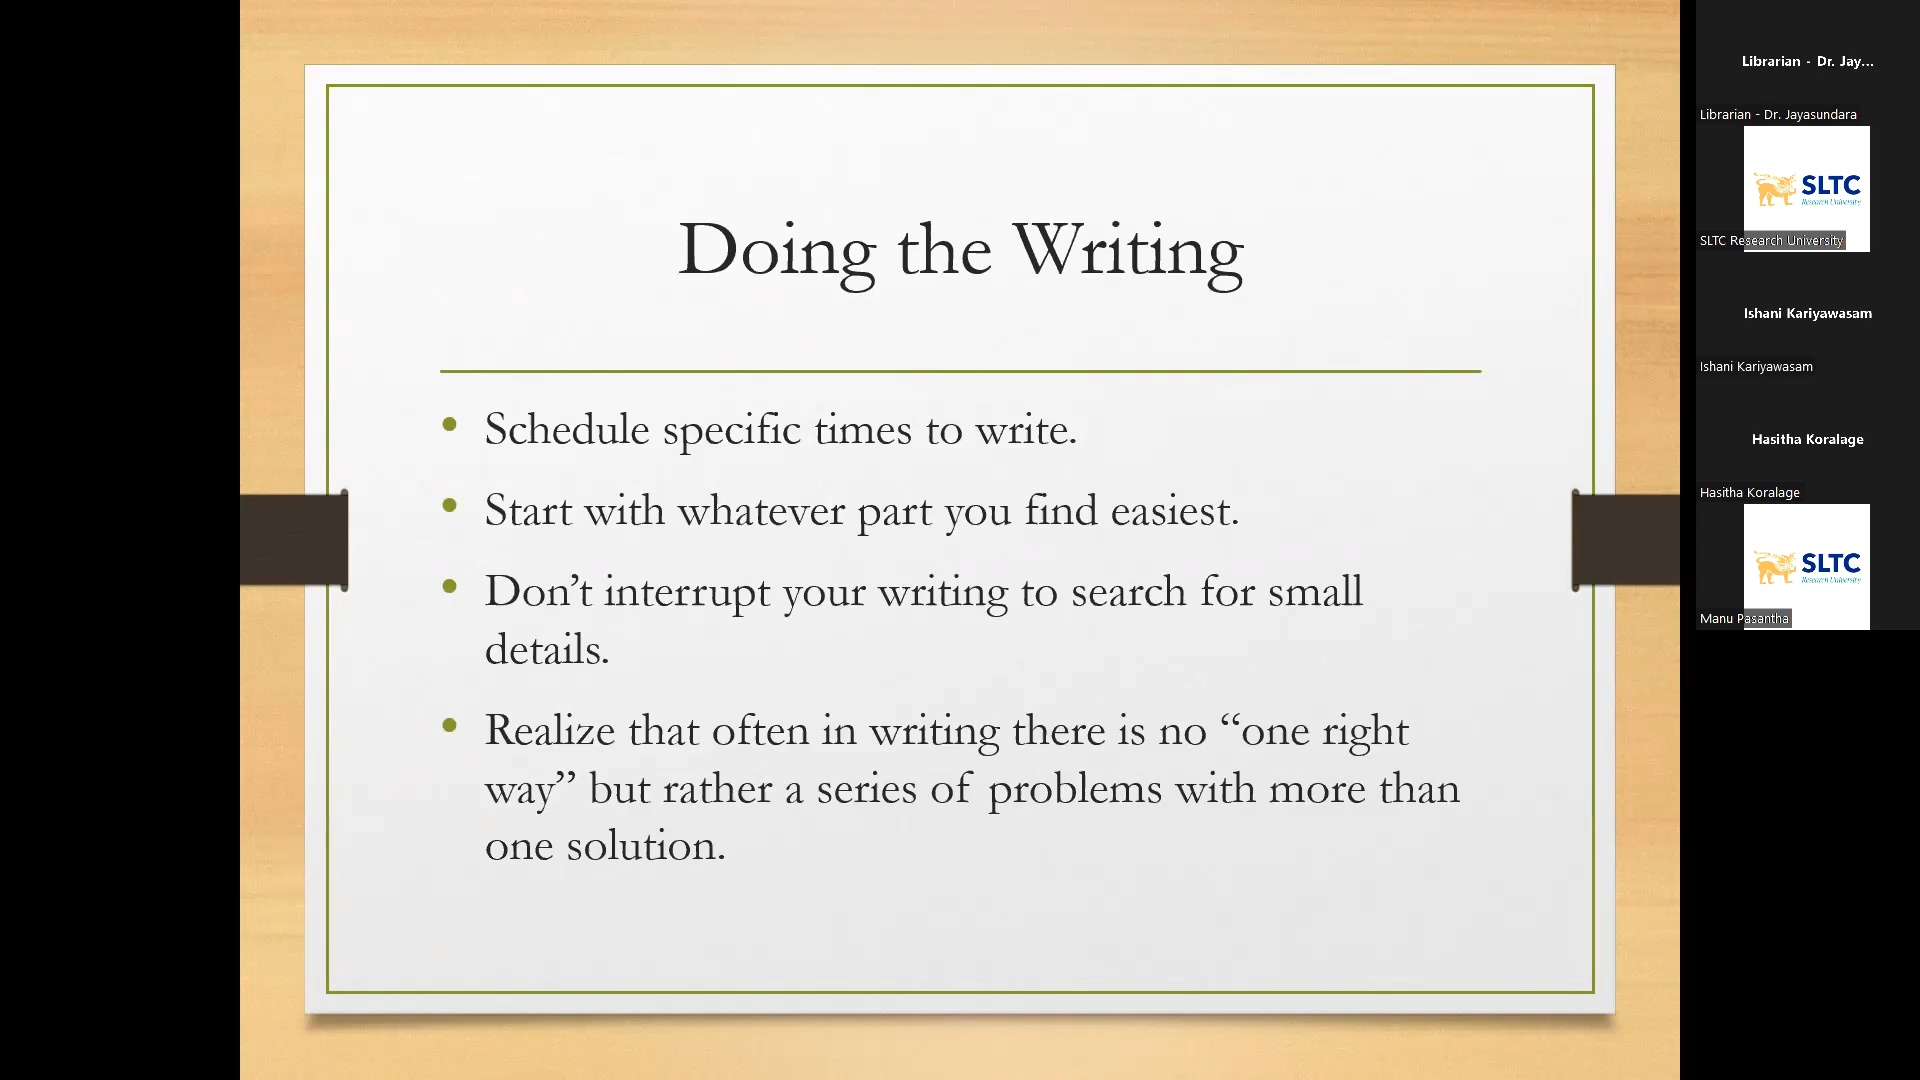 Doing the Writing
• Schedule specific times to write.
• Start with whatever part you find easiest.
• Don’t interrupt your writing to search for small
details.
• Realize that often in writing there is no “one right
way” but rather a series of problems with more than
one solution.
Librarian - Dr. Jay...
Librarian - Dr. Jayasundara
SLTC
Research University
SLTC Research University
Ishani Kariyawasam
Ishani Kariyawasam
Hasitha Koralage
Hasitha Koralage
SLTC
Research University
Manu Pasantha